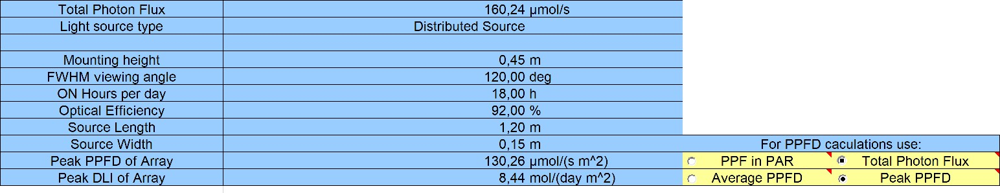 Total Photon Flux 160,24 µmol/s
Light source type Distributed Source
Mounting height 0,45 m
FWHM viewing angle 120,00 deg
ON Hours per day 18,00 h
Optical Efficiency 92,00 %
Source Length 1,20 m
Source Width 0,15 m For PPFD caculations use:
Peak PPFD of Array 130,26 µmol/(s m^2) PPF in PAR Total Photon Flux
Peak DLI of Array 8,44 mol/(day m^2) Average PPFD Peak PPFD